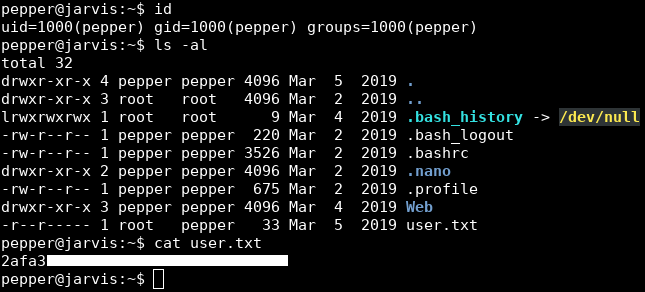 pepper@jarvis:~$ id
uid=1000(pepper) gid=1000(pepper) groups=1000(pepper)
pepper@jarvis:~$ ls -al
total 32
drwxr-xr-x 4 pepper pepper 4096 Mar  5  2019 .
drwxr-xr-x 3 root   root   4096 Mar  2  2019 ..
lrwxrwxrwx 1 root   root      9 Mar  4  2019 .bash_history -> /dev/null
-rw-r--r-- 1 pepper pepper  220 Mar  2  2019 .bash_logout
-rw-r--r-- 1 pepper pepper 3526 Mar  2  2019 .bashrc
drwxr-xr-x 2 pepper pepper 4096 Mar  4  2019 .nano
-rw-r--r-- 1 pepper pepper  675 Mar  2  2019 .profile
drwxr-xr-x 3 pepper pepper 4096 Mar  4  2019 Web
-r--r----- 1 root   pepper   33 Mar  5  2019 user.txt
pepper@jarvis:~$ cat user.txt
2afa3
pepper@jarvis:~$